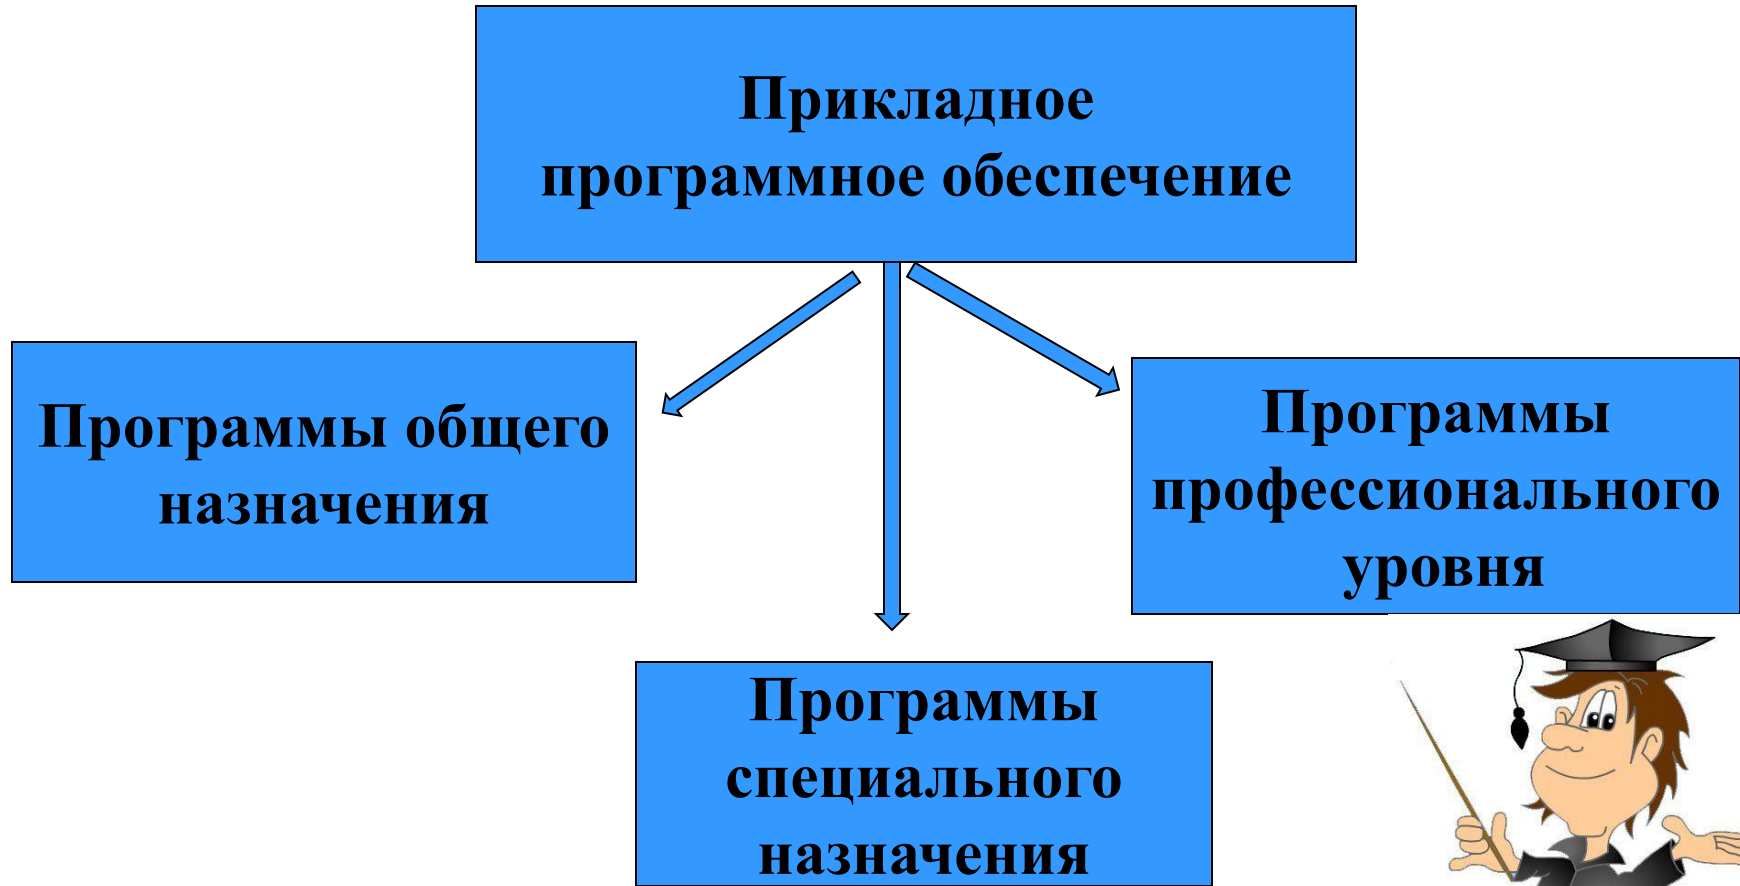 Прикладное
программное обеспечение
Программы общего
назначения
Программы
профессионального
уровня
Программы
специального
назначения